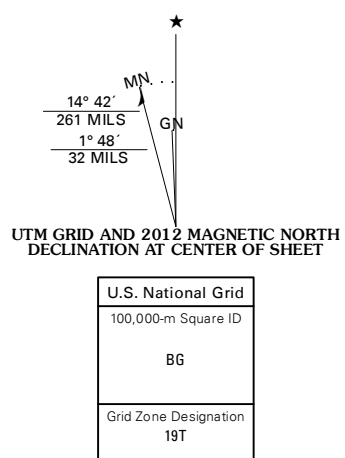 ★
MN
GN
14° 42´
261 MILS
1° 48´
32 MILS
UTM GRID AND 2012 MAGNETIC NORTH
DECLINATION AT CENTER OF SHEET
U.S. National Grid
100,000-m Square ID
BG
Grid Zone Designation
19T